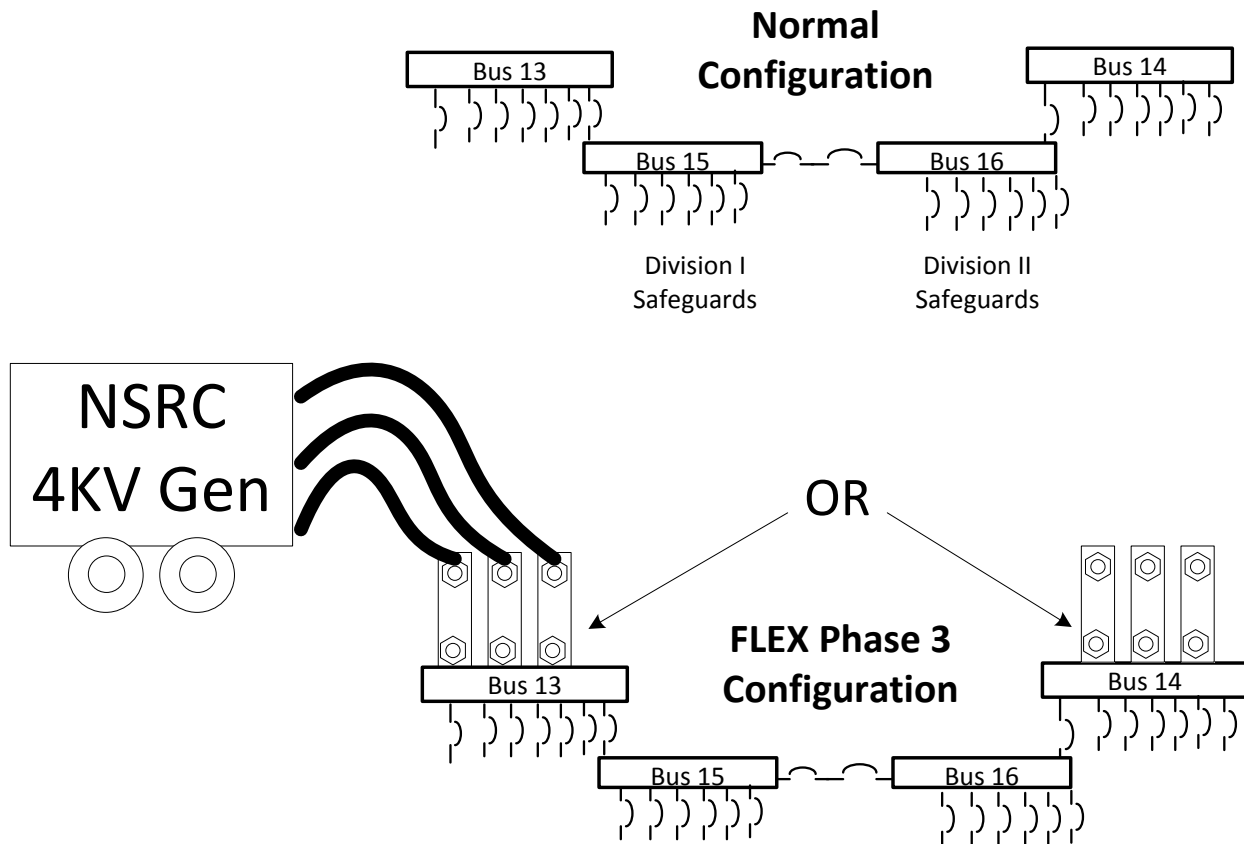 Normal
Configuration
Bus 13
Bus 14
Bus 15
Bus 16
Division I
Safeguards
Division II
Safeguards
NSRC
4KV Gen
OR
FLEX Phase 3
Configuration
Bus 13
Bus 14
Bus 15
Bus 16